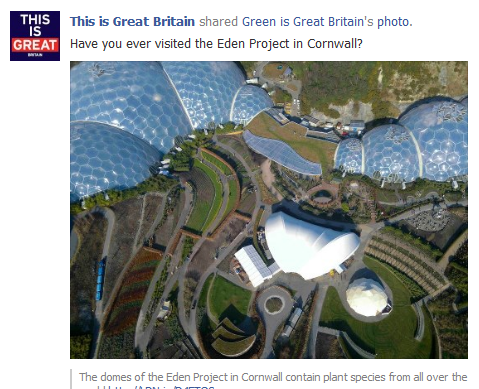 THIS
IS
GREAT
BRITAIN
This is Great Britain shared Green is Great Britain's photo.
Have you ever visited the Eden Project in Cornwall?
The domes of the Eden Project in Cornwall contain plant species from all over the